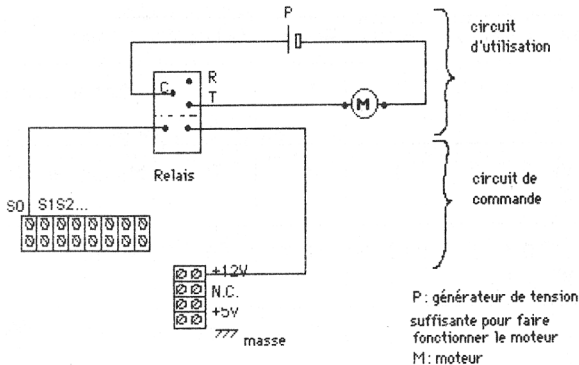 P
circuit
d'utilisation
R
C
T
M
Relais
circuit de
commande
S0 S1S2...
+12V
N.C.
+5V
masse
P : générateur de tension
suffisante pour faire
fonctionner le moteur
M : moteur